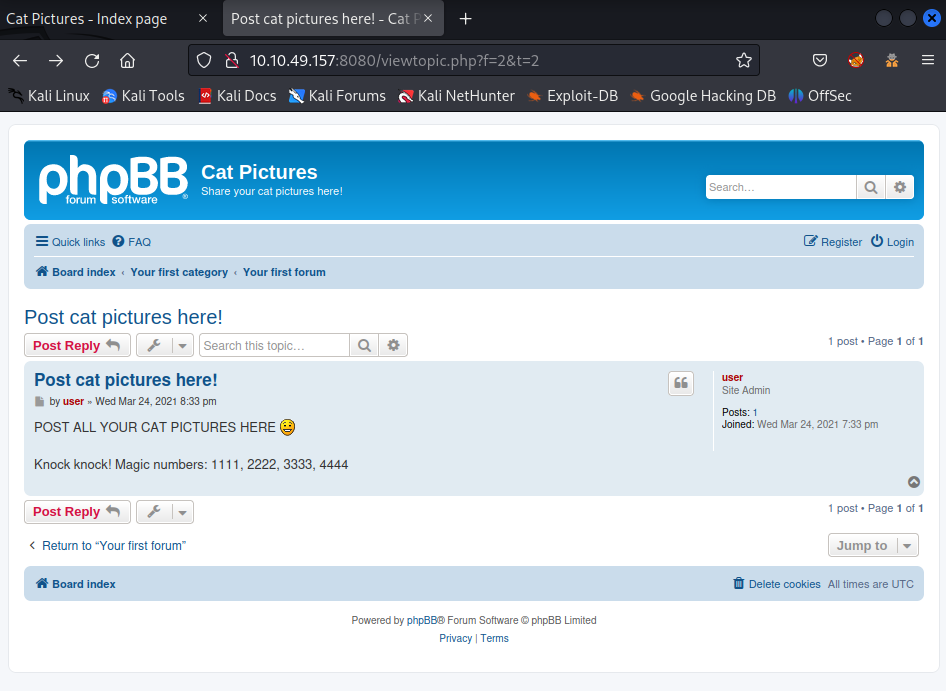 Cat Pictures - Index page × Post cat pictures here! - Cat P × +
10.10.49.157:8080/viewtopic.php?f=2&t=2
Kali Linux Kali Tools Kali Docs Kali Forums Kali NetHunter Exploit-DB Google Hacking DB OffSec
phpBB®
forum software
Cat Pictures
Share your cat pictures here!
Search…
Quick links FAQ Register Login
Board index ‹ Your first category ‹ Your first forum
Post cat pictures here!
Post Reply Search this topic… 1 post • Page 1 of 1
Post cat pictures here!
by user » Wed Mar 24, 2021 8:33 pm
POST ALL YOUR CAT PICTURES HERE
Knock knock! Magic numbers: 1111, 2222, 3333, 4444
user
Site Admin
Posts: 1
Joined: Wed Mar 24, 2021 7:33 pm
Post Reply 1 post • Page 1 of 1
Return to “Your first forum” Jump to
Board index Delete cookies All times are UTC
Powered by phpBB® Forum Software © phpBB Limited
Privacy | Terms